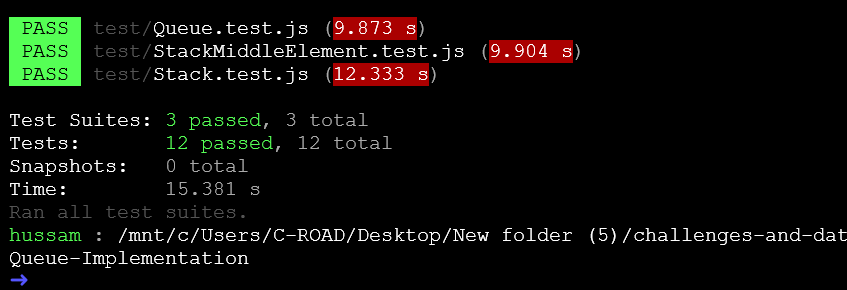 PASS test/Queue.test.js (9.873 s)
PASS test/StackMiddleElement.test.js (9.904 s)
PASS test/Stack.test.js (12.333 s)
Test Suites: 3 passed, 3 total
Tests: 12 passed, 12 total
Snapshots: 0 total
Time: 15.381 s
Ran all test suites.
hussam : /mnt/c/Users/C-ROAD/Desktop/New folder (5)/challenges-and-dat
Queue-Implementation
➜